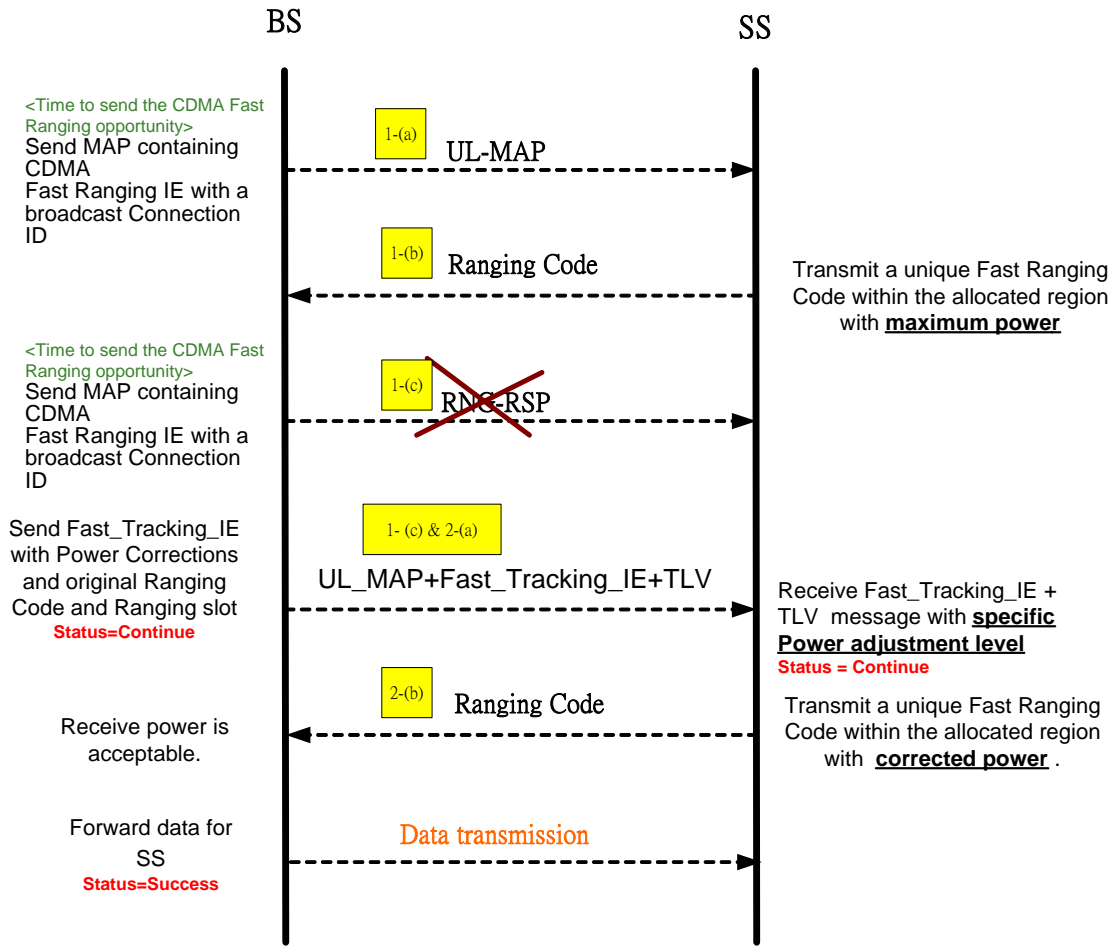 BS
SS
<Time to send the CDMA Fast
Ranging opportunity>
Send MAP containing
CDMA
Fast Ranging IE with a
broadcast Connection
ID
1-(a)
UL-MAP
1-(b)
Ranging Code
Transmit a unique Fast Ranging
Code within the allocated region
with maximum power
<Time to send the CDMA Fast
Ranging opportunity>
Send MAP containing
CDMA
Fast Ranging IE with a
broadcast Connection
ID
1-(c)
RNG-RSP
Send Fast_Tracking_IE
with Power Corrections
and original Ranging
Code and Ranging slot
Status=Continue
1- (c) & 2-(a)
UL_MAP+Fast_Tracking_IE+TLV
Receive Fast_Tracking_IE +
TLV message with specific
Power adjustment level
Status = Continue
2-(b)
Ranging Code
Receive power is
acceptable.
Transmit a unique Fast Ranging
Code within the allocated region
with corrected power .
Forward data for
SS
Status=Success
Data transmission